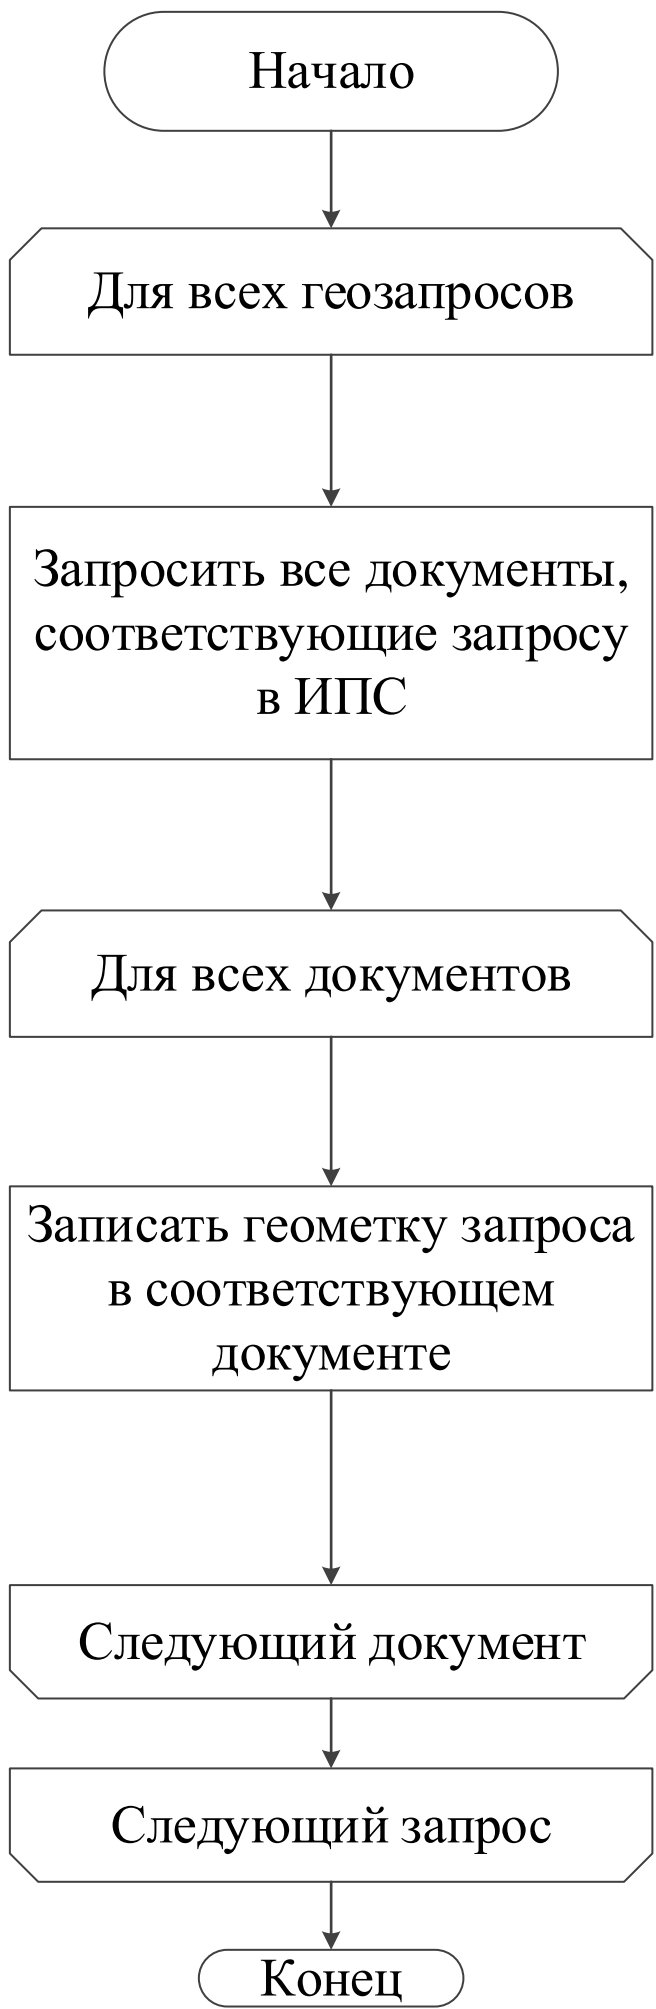 Начало
Для всех геозапросов
Запросить все документы,
соответствующие запросу
в ИПС
Для всех документов
Записать геометку запроса
в соответствующем
документе
Следующий документ
Следующий запрос
Конец